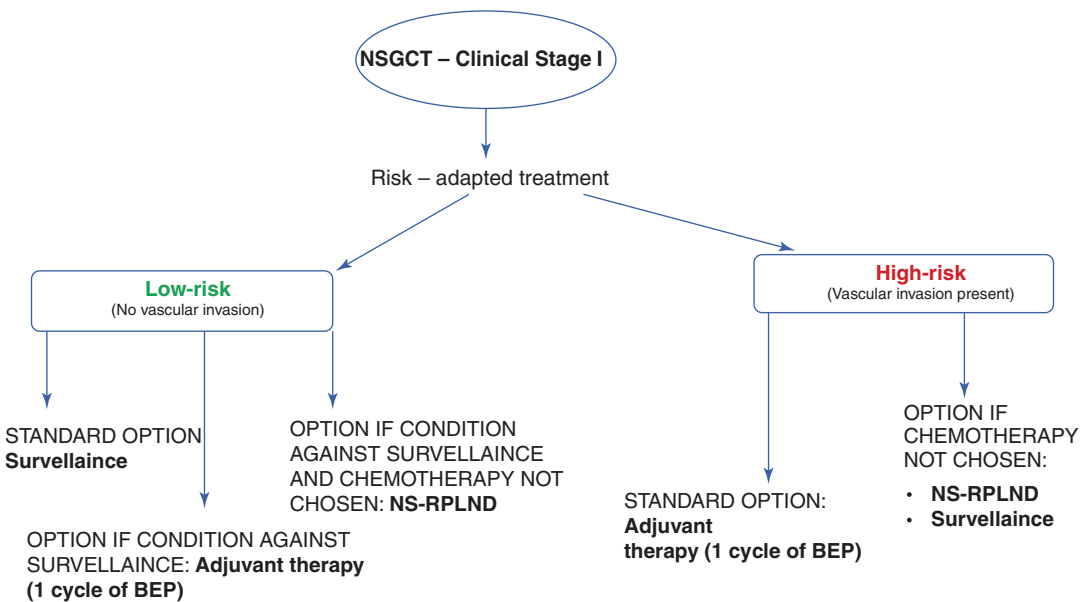 NSGCT – Clinical Stage I
Risk – adapted treatment
Low-risk
(No vascular invasion)
High-risk
(Vascular invasion present)
STANDARD OPTION
Survellaince
OPTION IF CONDITION AGAINST
SURVELLAINCE: Adjuvant therapy
(1 cycle of BEP)
OPTION IF CONDITION
AGAINST SURVELLAINCE
AND CHEMOTHERAPY NOT
CHOSEN: NS-RPLND
STANDARD OPTION:
Adjuvant
therapy (1 cycle of BEP)
OPTION IF
CHEMOTHERAPY
NOT CHOSEN:
• NS-RPLND
• Survellaince